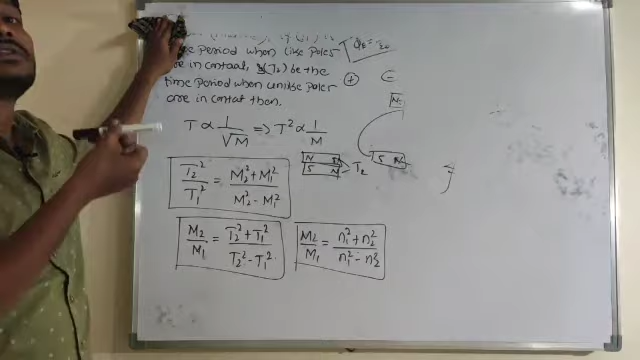 time Period when like Poles
are in contact, & (T₂) be the
time Period when unlike Poles
are in contat then.
T ∝ 1/√M => T² ∝ 1/M
T₂²/T₁² = (M₂²+M₁²)/(M₂²-M₁²)
M₂/M₁ = (T₂²+T₁²)/(T₂²-T₁²)
M₂/M₁ = (n₁²+n₂²)/(n₁²-n₂²)
+
N S
S N
T₂
S N